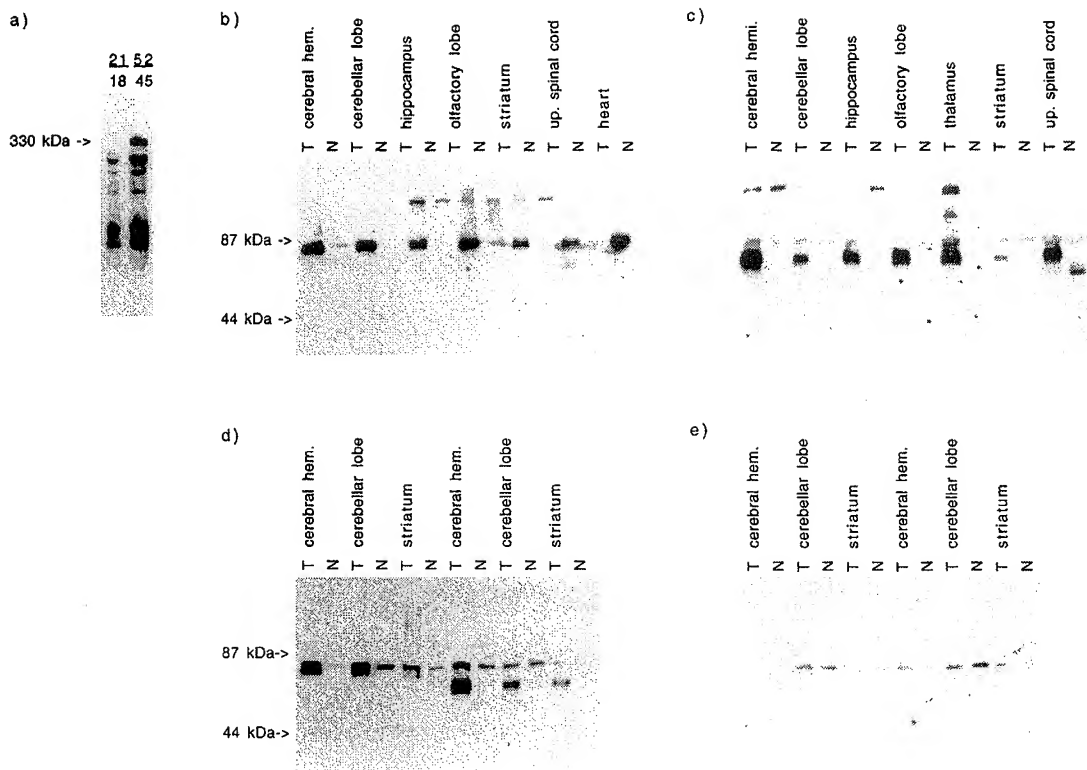 a)
21 52
18 45
330 kDa ->
b)
cerebral hem.
cerebellar lobe
hippocampus
olfactory lobe
striatum
up. spinal cord
heart
T N T N T N T N T N T N T N
87 kDa ->
44 kDa ->
c)
cerebral hemi.
cerebellar lobe
hippocampus
olfactory lobe
thalamus
striatum
up. spinal cord
T N T N T N T N T N T N T N
d)
cerebral hem.
cerebellar lobe
striatum
cerebral hem.
cerebellar lobe
striatum
T N T N T N T N T N T N
87 kDa->
44 kDa->
e)
cerebral hem.
cerebellar lobe
striatum
cerebral hem.
cerebellar lobe
striatum
T N T N T N T N T N T N